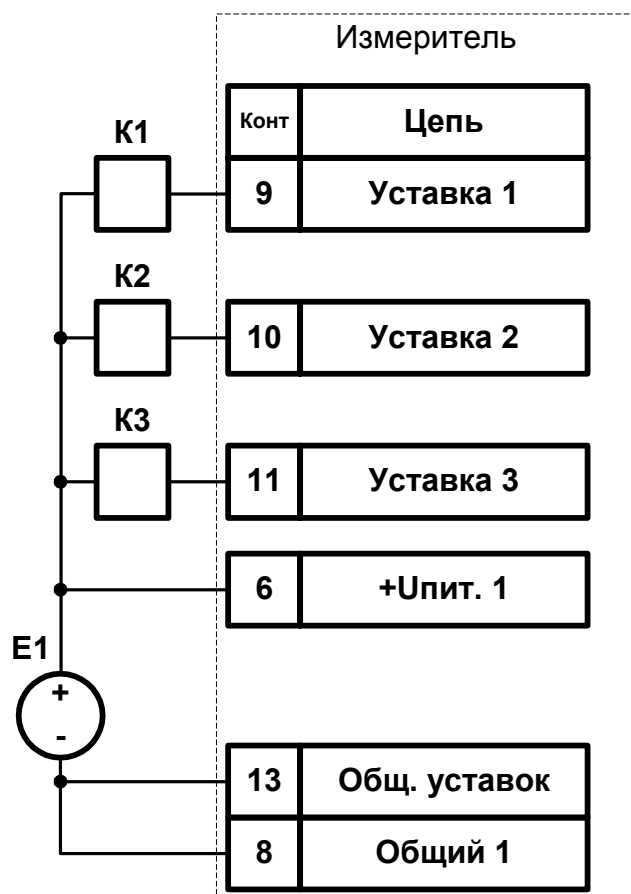 Измеритель
Конт Цепь
К1
9 Уставка 1
К2
10 Уставка 2
К3
11 Уставка 3
6 +Uпит. 1
Е1
+
-
13 Общ. уставок
8 Общий 1